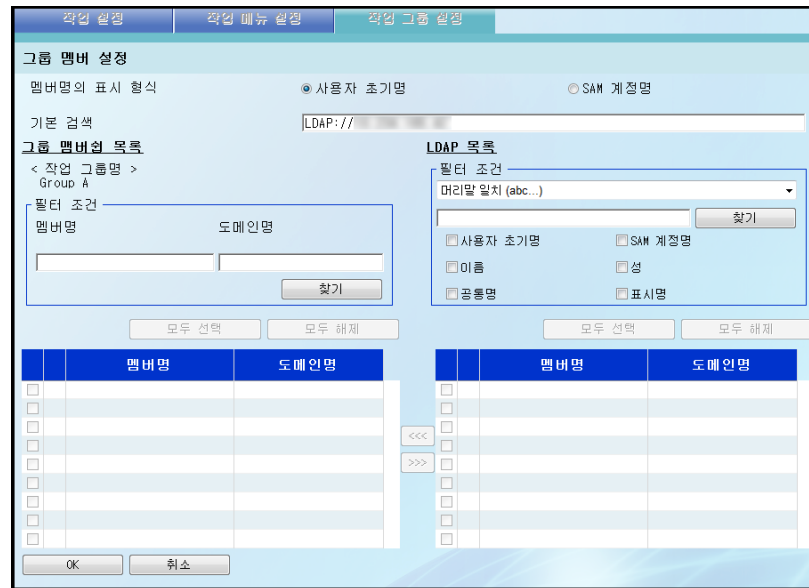 작업 설정 작업 메뉴 설정 작업 그룹 설정
그룹 멤버 설정
멤버명의 표시 형식 사용자 초기명 SAM 계정명
기본 검색 LDAP://
그룹 멤버쉽 목록
< 작업 그룹명 >
Group A
필터 조건
멤버명 도메인명
찾기
모두 선택 모두 해제
멤버명 도메인명
LDAP 목록
필터 조건
머리말 일치 (abc...)
찾기
사용자 초기명 SAM 계정명
이름 성
공통명 표시명
모두 선택 모두 해제
멤버명 도메인명
<<<
>>>
OK 취소